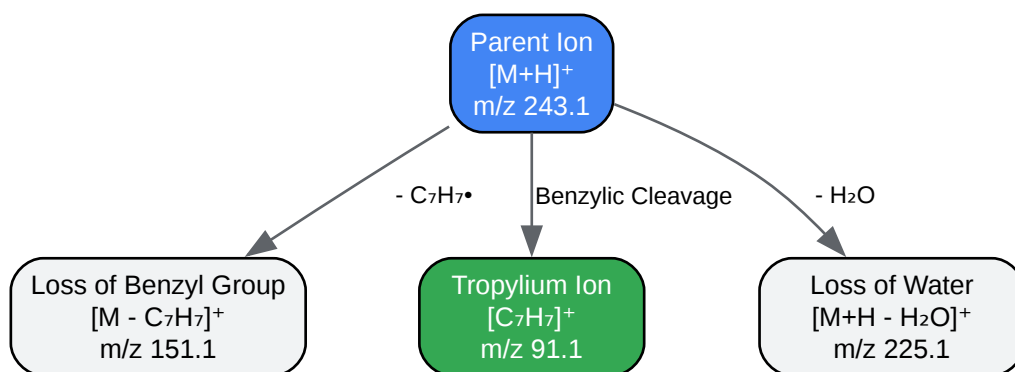 Parent Ion
[M+H]⁺
m/z 243.1
- C₇H₇•
Benzylic Cleavage
- H₂O
Loss of Benzyl Group
[M - C₇H₇]⁺
m/z 151.1
Tropylium Ion
[C₇H₇]⁺
m/z 91.1
Loss of Water
[M+H - H₂O]⁺
m/z 225.1